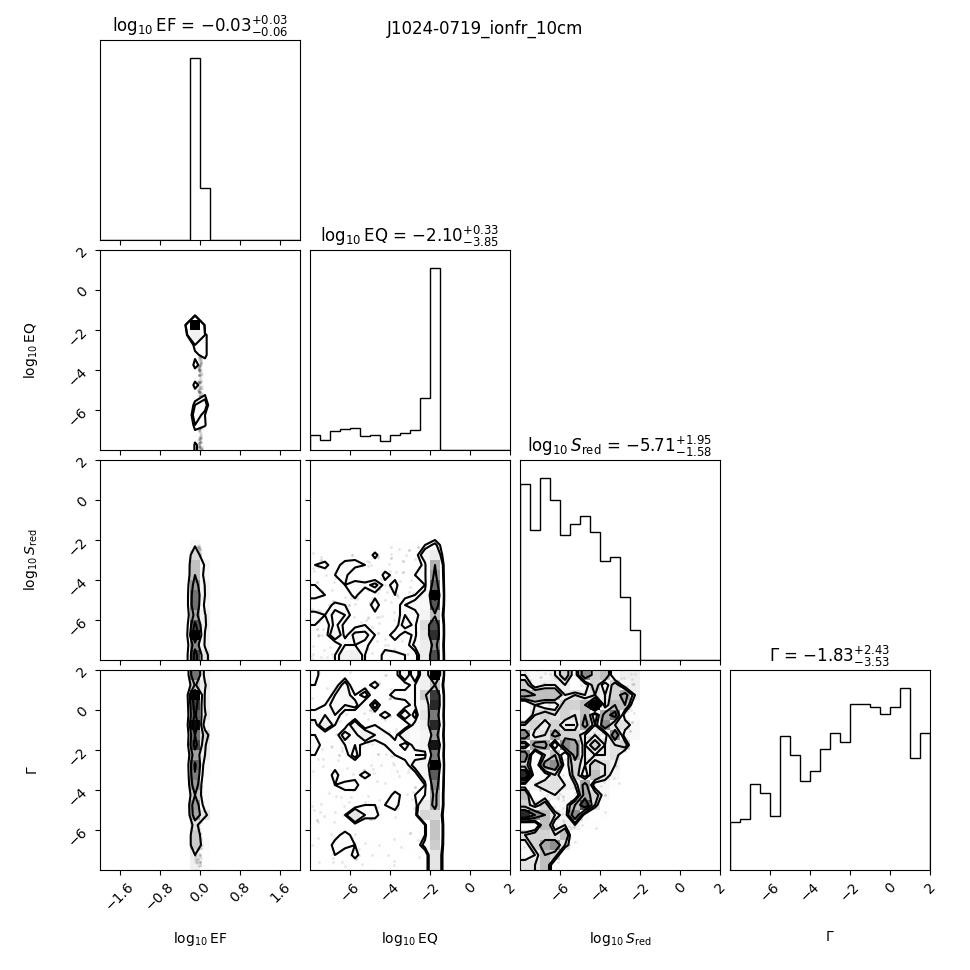 J1024-0719_ionfr_10cm
log₁₀ EF = −0.03+0.03 −0.06
log₁₀ EQ = −2.10+0.33 −3.85
2
0
−2
−4
−6
log₁₀ EQ
log₁₀ Sred = −5.71+1.95 −1.58
2
0
−2
−4
−6
log₁₀ Sred
Γ = −1.83+2.43 −3.53
2
0
−2
−4
−6
Γ
−1.6 −0.8 0.0 0.8 1.6
−6 −4 −2 0 2
−6 −4 −2 0 2
−6 −4 −2 0 2
log₁₀ EF
log₁₀ EQ
log₁₀ Sred
Γ